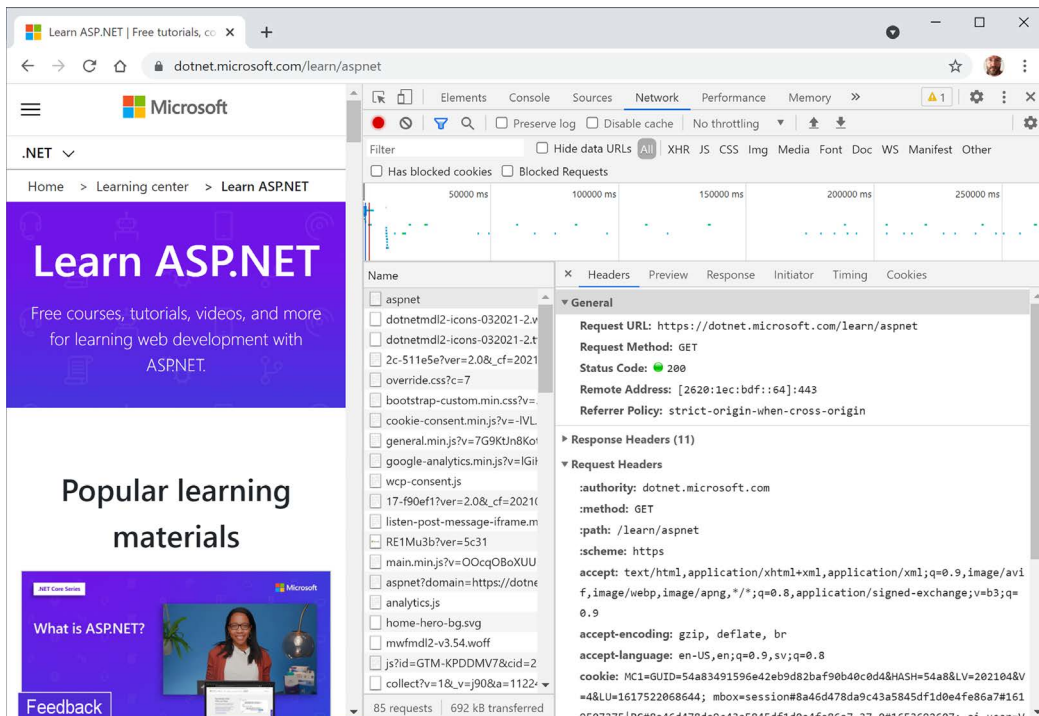 Learn ASP.NET | Free tutorials, co
dotnet.microsoft.com/learn/aspnet
Microsoft
.NET
Home > Learning center > Learn ASP.NET
Learn ASP.NET
Free courses, tutorials, videos, and more
for learning web development with
ASP.NET.
Popular learning
materials
.NET Core Series
Microsoft
What is ASP.NET?
Feedback
Elements Console Sources Network Performance Memory » 1
Preserve log Disable cache No throttling
Filter Hide data URLs All XHR JS CSS Img Media Font Doc WS Manifest Other
Has blocked cookies Blocked Requests
50000 ms 100000 ms 150000 ms 200000 ms 250000 ms
Name
aspnet
dotnetmdl2-icons-032021-2.w
dotnetmdl2-icons-032021-2.t
2c-511e5e?ver=2.0&_cf=2021
override.css?c=7
bootstrap-custom.min.css?v=.
cookie-consent.min.js?v=-lVL.
general.min.js?v=7G9KtJn8Kot
google-analytics.min.js?v=lGil
wcp-consent.js
17-f90ef1?ver=2.0&_cf=20210
listen-post-message-iframe.m
RE1Mu3b?ver=5c31
main.min.js?v=OOcqOBoXUU
aspnet?domain=https://dotne
analytics.js
home-hero-bg.svg
mwfmdl2-v3.54.woff
js?id=GTM-KPDDMV7&cid=2
collect?v=1&_v=j90&a=11224
85 requests 692 kB transferred
× Headers Preview Response Initiator Timing Cookies
General
Request URL: https://dotnet.microsoft.com/learn/aspnet
Request Method: GET
Status Code: 200
Remote Address: [2620:1ec:bdf::64]:443
Referrer Policy: strict-origin-when-cross-origin
Response Headers (11)
Request Headers
:authority: dotnet.microsoft.com
:method: GET
:path: /learn/aspnet
:scheme: https
accept: text/html,application/xhtml+xml,application/xml;q=0.9,image/avi
f,image/webp,image/apng,*/*;q=0.8,application/signed-exchange;v=b3;q=
0.9
accept-encoding: gzip, deflate, br
accept-language: en-US,en;q=0.9,sv;q=0.8
cookie: MC1=GUID=54a83491596e42eb9d82baf90b40c0d4&HASH=54a8&LV=202104&V
=4&LU=1617522068644; mbox=session#8a46d478da9c43a5845df1d0e4fe86a7#161